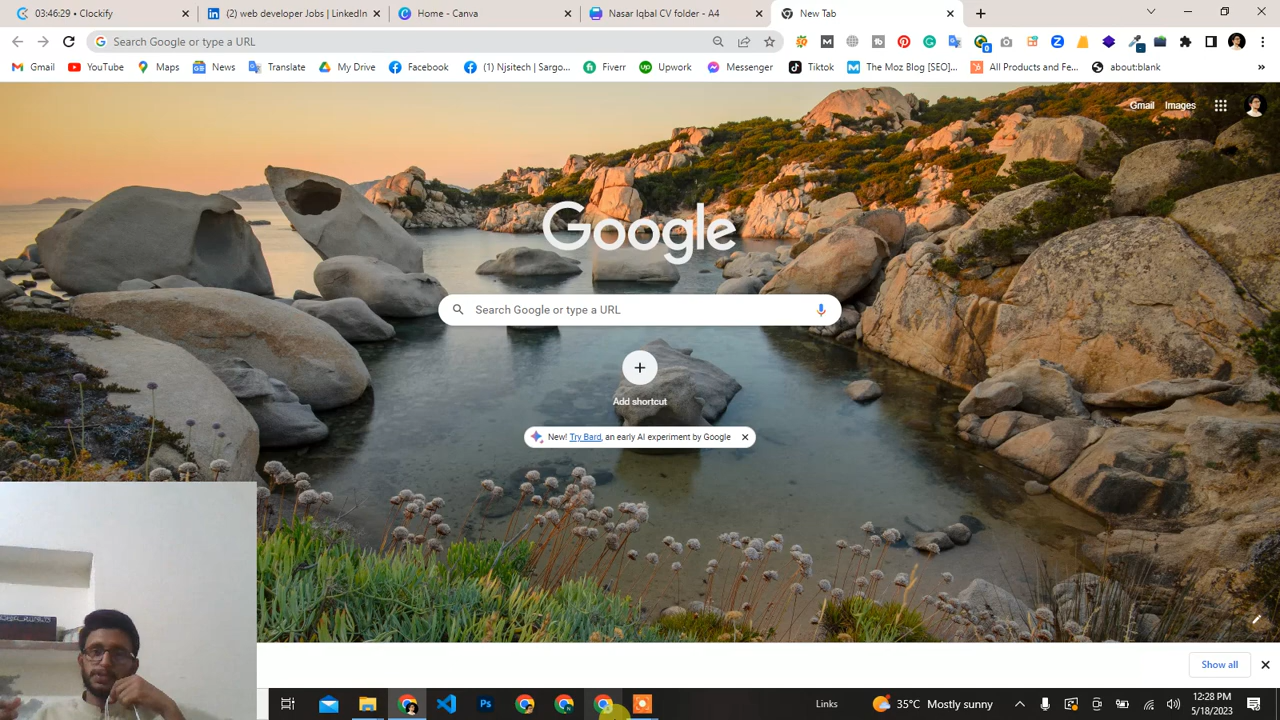 03:46:29 – Clockify
(2) web developer Jobs | LinkedIn
Home - Canva
Nasar Iqbal CV folder - A4
New Tab
Search Google or type a URL
Gmail
YouTube
Maps
News
Translate
My Drive
Facebook
(1) Njsitech | Sargo...
Fiverr
Upwork
Messenger
Tiktok
The Moz Blog [SEO]...
All Products and Fe...
about:blank
»
Gmail
Images
Google
Search Google or type a URL
Add shortcut
New! Try Bard, an early AI experiment by Google
Show all
Links
35°C Mostly sunny
12:28 PM
5/18/2023